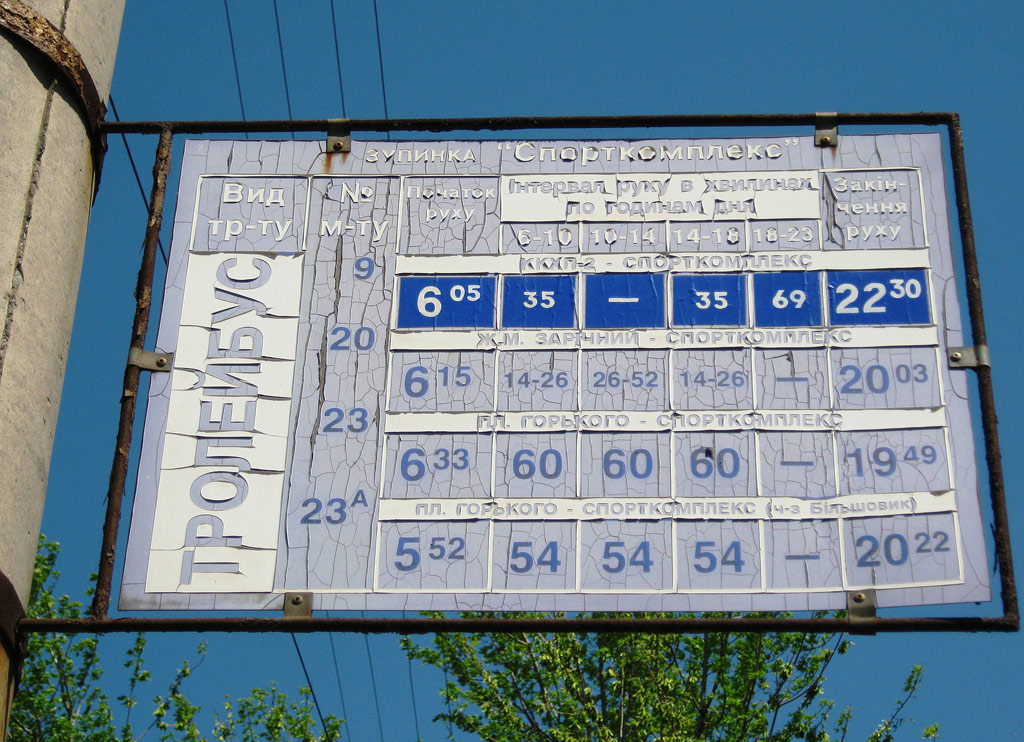 ЗУПИНКА "Спорткомплекс"
Вид тр-ту
№ м-ту
Початок руху
Інтервал руху в хвилинах по годинам дня
6-10 10-14 14-18 18-23
Закін-чення руху
ТРОЛЕЙБУС
ККХП-2 - СПОРТКОМПЛЕКС
9 6 05 35 — 35 69 22 30
Ж.М. ЗАРІЧНИЙ - СПОРТКОМПЛЕКС
20 6 15 14-26 26-52 14-26 — 20 03
ПЛ. ГОРЬКОГО - СПОРТКОМПЛЕКС
23 6 33 60 60 60 — 19 49
ПЛ. ГОРЬКОГО - СПОРТКОМПЛЕКС (ч-з Більшовик)
23А 5 52 54 54 54 — 20 22